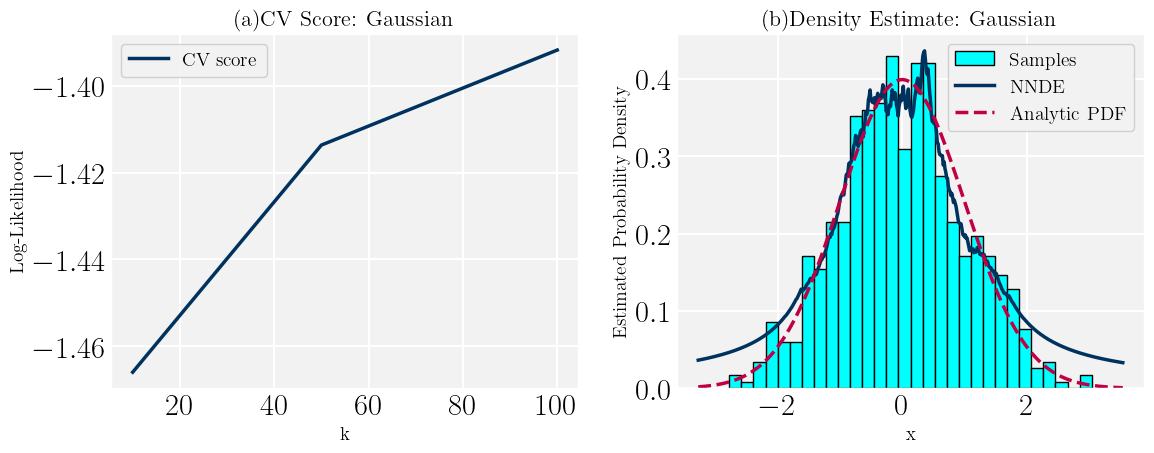 (a)CV Score: Gaussian
CV score
Log-Likelihood
−1.40
−1.42
−1.44
−1.46
20 40 60 80 100
k
(b)Density Estimate: Gaussian
Samples
NNDE
Analytic PDF
Estimated Probability Density
0.4
0.3
0.2
0.1
0.0
−2 0 2
x